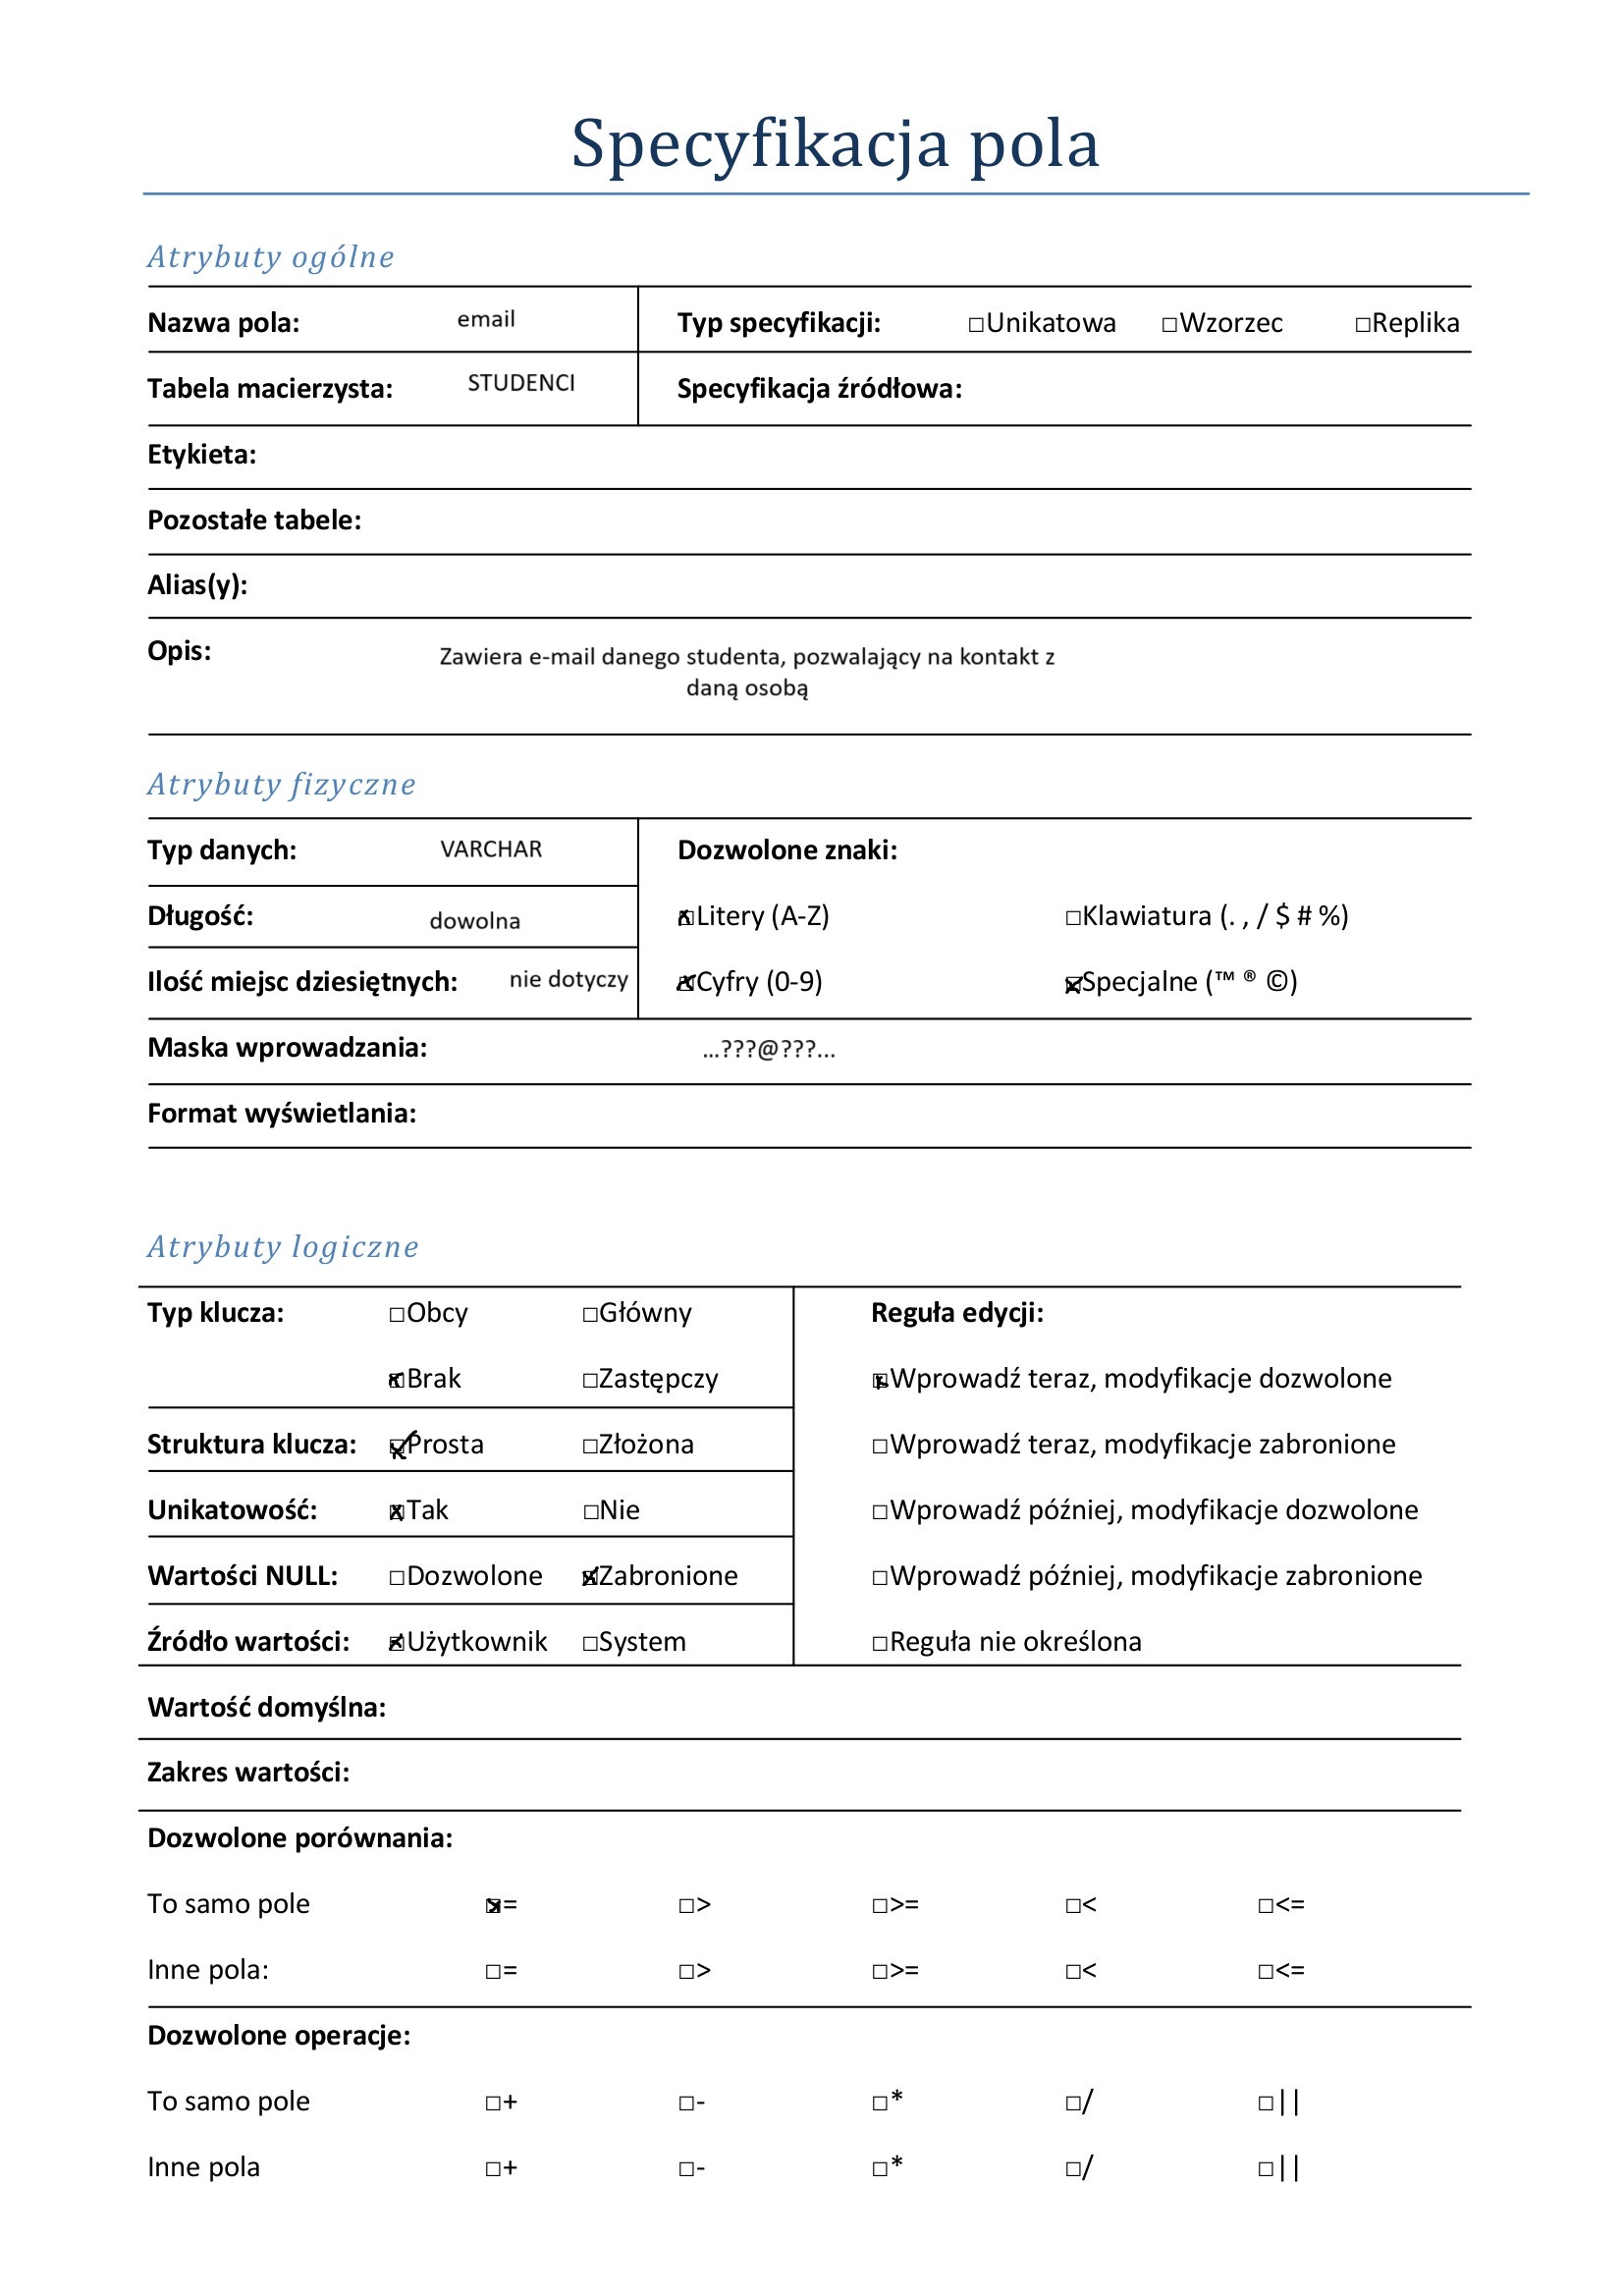 Specyfikacja pola
Atrybuty ogólne
Nazwa pola: email Typ specyfikacji: □Unikatowa □Wzorzec □Replika
Tabela macierzysta: STUDENCI Specyfikacja źródłowa:
Etykieta:
Pozostałe tabele:
Alias(y):
Opis: Zawiera e-mail danego studenta, pozwalający na kontakt z
daną osobą
Atrybuty fizyczne
Typ danych: VARCHAR Dozwolone znaki:
Długość: dowolna ☒Litery (A-Z) □Klawiatura (. , / $ # %)
Ilość miejsc dziesiętnych: nie dotyczy ☒Cyfry (0-9) ☒Specjalne (™ ® ©)
Maska wprowadzania: ...???@???...
Format wyświetlania:
Atrybuty logiczne
Typ klucza: □Obcy □Główny Reguła edycji:
☒Brak □Zastępczy ☒Wprowadź teraz, modyfikacje dozwolone
Struktura klucza: ☒Prosta □Złożona □Wprowadź teraz, modyfikacje zabronione
Unikatowość: ☒Tak □Nie □Wprowadź później, modyfikacje dozwolone
Wartości NULL: □Dozwolone ☒Zabronione □Wprowadź później, modyfikacje zabronione
Źródło wartości: ☒Użytkownik □System □Reguła nie określona
Wartość domyślna:
Zakres wartości:
Dozwolone porównania:
To samo pole ☒= □> □>= □< □<=
Inne pola: □= □> □>= □< □<=
Dozwolone operacje:
To samo pole □+ □- □* □/ □||
Inne pola □+ □- □* □/ □||